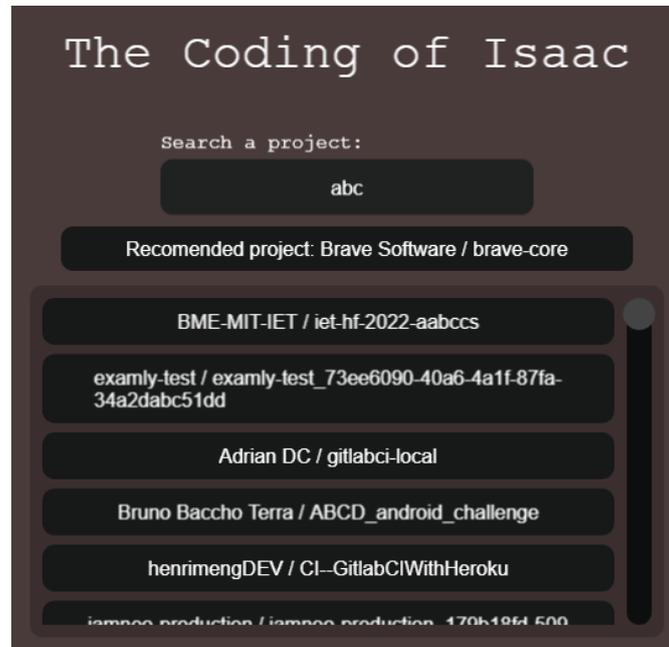 The Coding of Isaac
Search a project:
abc
Recomended project: Brave Software / brave-core
BME-MIT-IET / iet-hf-2022-aabccs
examly-test / examly-test_73ee6090-40a6-4a1f-87fa-
34a2dabc51dd
Adrian DC / gitlabci-local
Bruno Baccho Terra / ABCD_android_challenge
henrimengDEV / CI--GitlabCIWithHeroku